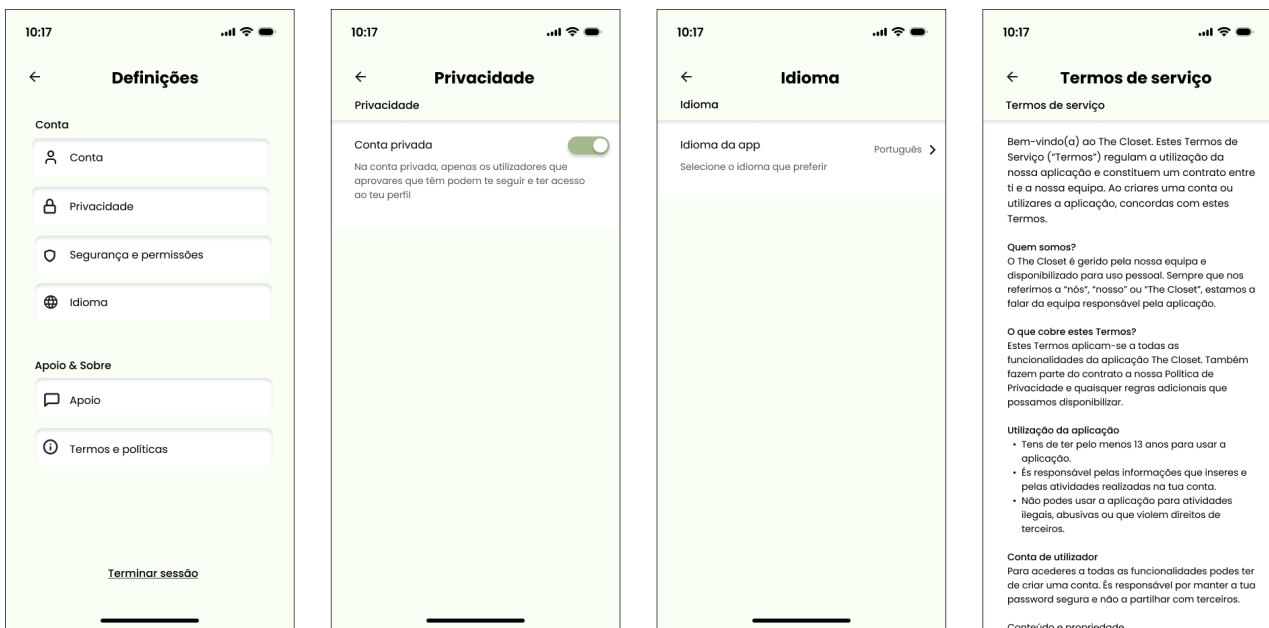 10:17
Definições
Conta
Conta
Privacidade
Segurança e permissões
Idioma
Apoio & Sobre
Apoio
Termos e políticas
Terminar sessão
10:17
Privacidade
Privacidade
Conta privada
Na conta privada, apenas os utilizadores que
aprovares que têm podem te seguir e ter acesso
ao teu perfil
10:17
Idioma
Idioma
Idioma da app
Português
Selecione o idioma que preferir
10:17
Termos de serviço
Termos de serviço
Bem-vindo(a) ao The Closet. Estes Termos de
Serviço (“Termos”) regulam a utilização da
nossa aplicação e constituem um contrato entre
ti e a nossa equipa. Ao criares uma conta ou
utilizares a aplicação, concordas com estes
Termos.
Quem somos?
O The Closet é gerido pela nossa equipa e
disponibilizado para uso pessoal. Sempre que nos
referimos a “nós”, “nosso” ou “The Closet”, estamos a
falar da equipa responsável pela aplicação.
O que cobre estes Termos?
Estes Termos aplicam-se a todas as
funcionalidades da aplicação The Closet. Também
fazem parte do contrato a nossa Política de
Privacidade e quaisquer regras adicionais que
possamos disponibilizar.
Utilização da aplicação
• Tens de ter pelo menos 13 anos para usar a
aplicação.
• És responsável pelas informações que inseres e
pelas atividades realizadas na tua conta.
• Não podes usar a aplicação para atividades
ilegais, abusivas ou que violem direitos de
terceiros.
Conta de utilizador
Para acederes a todas as funcionalidades podes ter
de criar uma conta. És responsável por manter a tua
password segura e não a partilhar com terceiros.
Conteúdo e propriedade